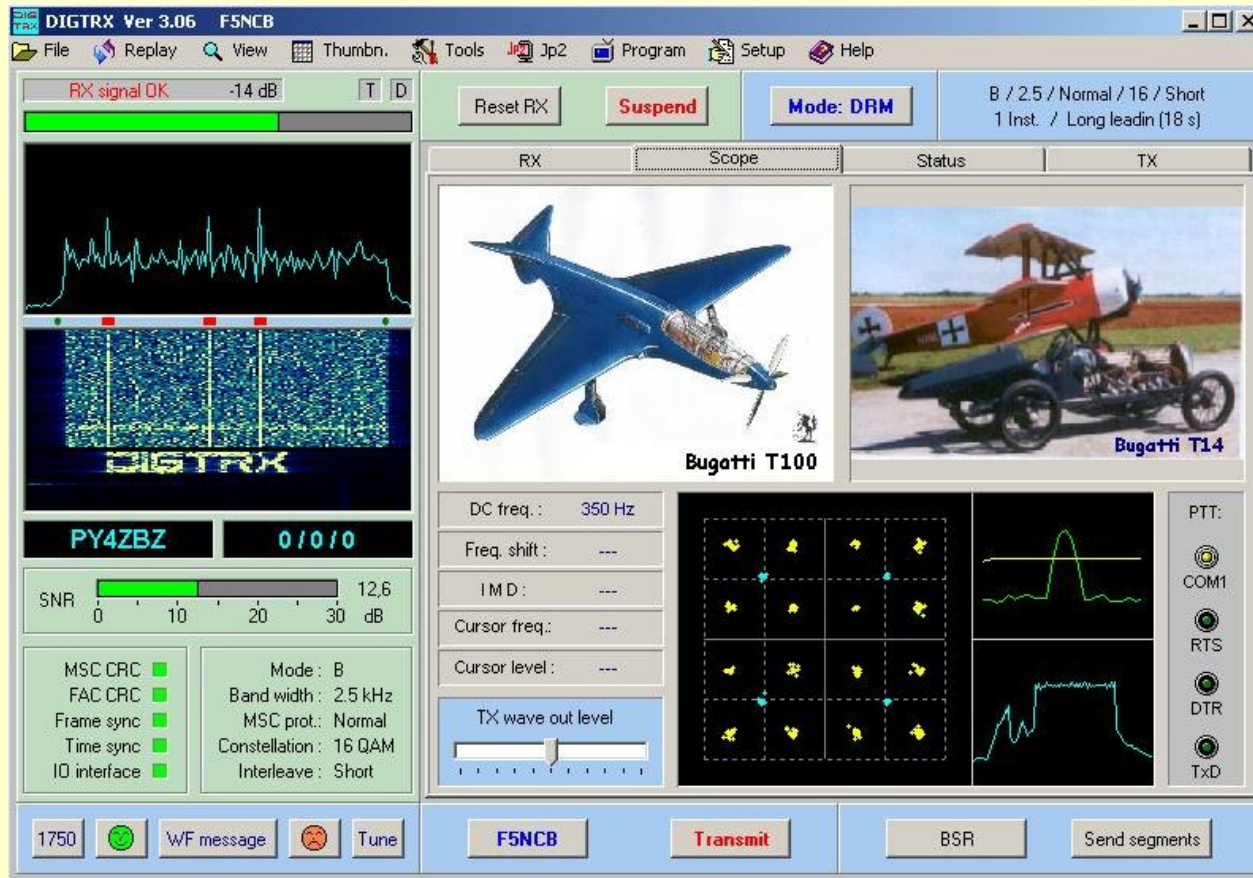 DIG TRX DIGTRX Ver 3.06 F5NCB
File Replay View Thumbn. Tools JP2 Jp2 Program Setup Help
RX signal OK -14 dB T D
Reset RX Suspend Mode: DRM
B / 2.5 / Normal / 16 / Short
1 Inst. / Long leadin (18 s)
RX Scope Status TX
Bugatti T100
Bugatti T14
DIGTRX
PY4ZBZ 0 / 0 / 0
SNR 12,6
0 10 20 30 dB
MSC CRC
FAC CRC
Frame sync
Time sync
IO interface
Mode : B
Band width : 2.5 kHz
MSC prot.: Normal
Constellation : 16 QAM
Interleave : Short
DC freq. : 350 Hz
Freq. shift : ---
I M D : ---
Cursor freq.: ---
Cursor level : ---
TX wave out level
PTT:
COM1
RTS
DTR
TxD
1750 WF message Tune
F5NCB Transmit BSR Send segments